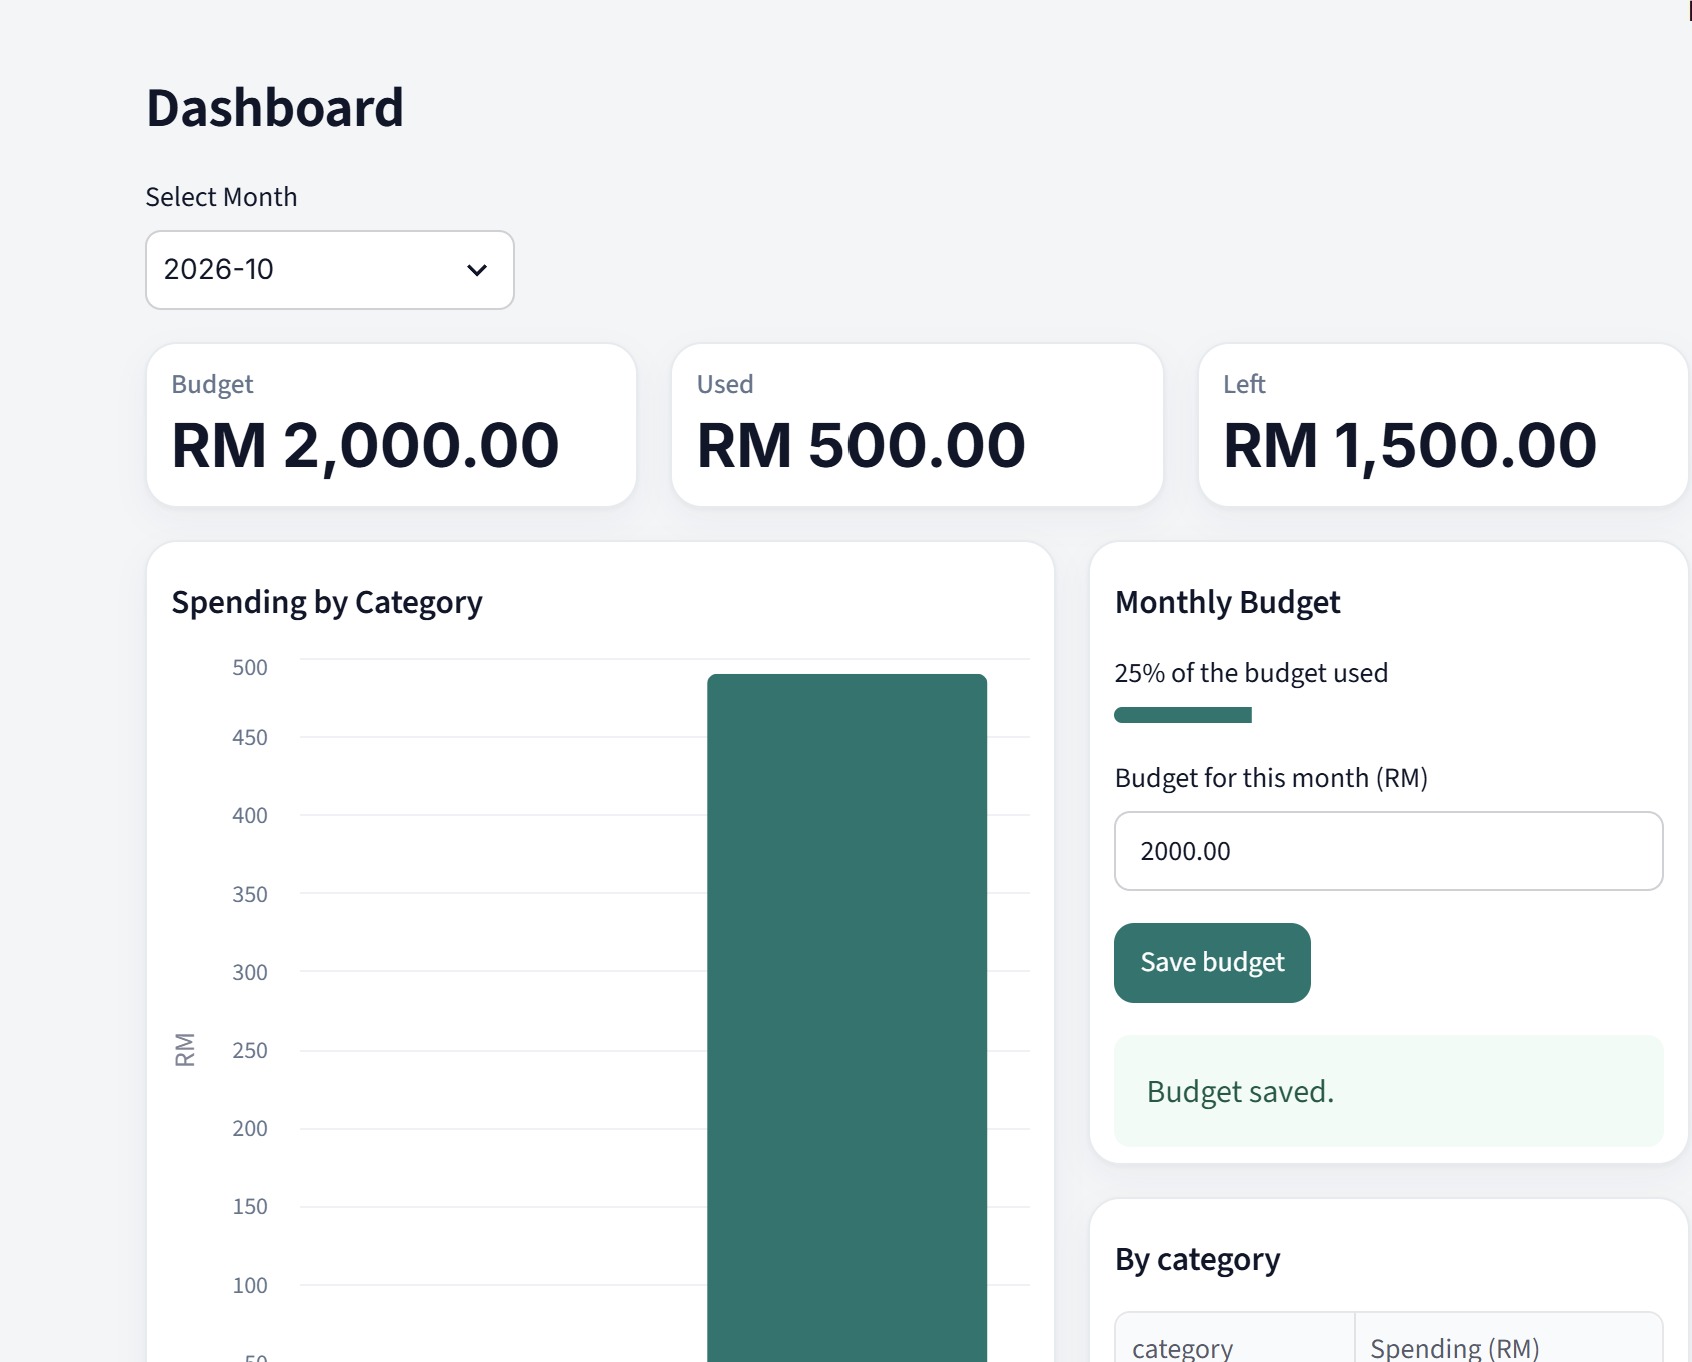 Dashboard
Select Month
2026-10
Budget
RM 2,000.00
Used
RM 500.00
Left
RM 1,500.00
Spending by Category
500
450
400
350
300
250
200
150
100
50
RM
Monthly Budget
25% of the budget used
Budget for this month (RM)
2000.00
Save budget
Budget saved.
By category
category
Spending (RM)